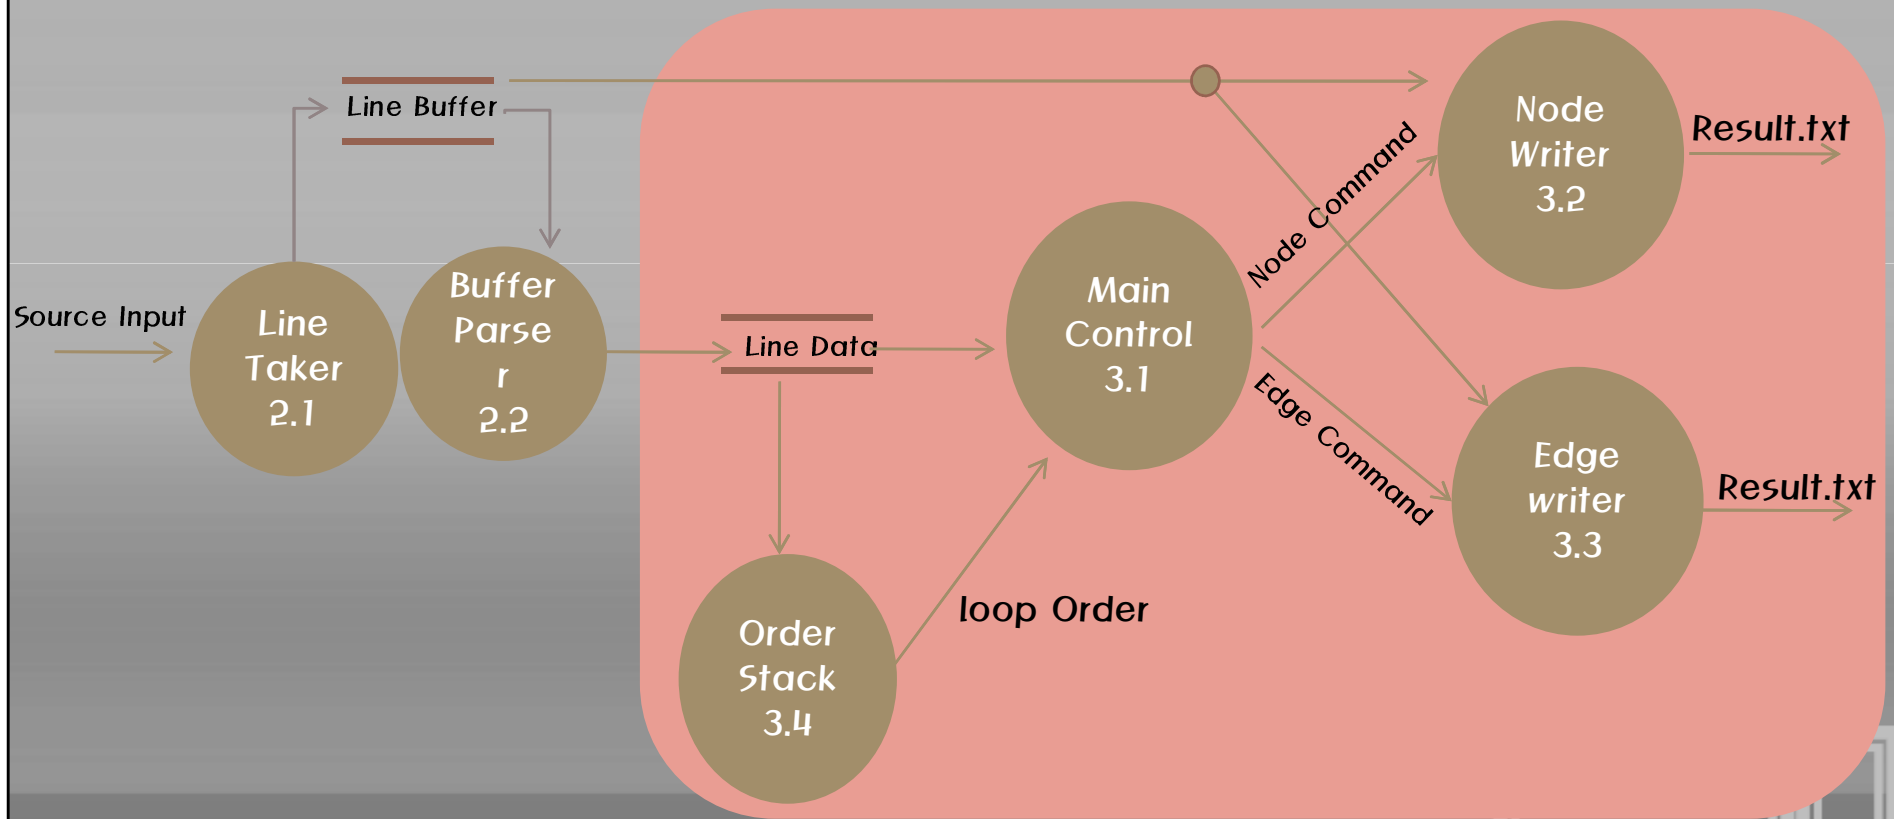 Line Buffer
Source Input
Line
Taker
2.1
Buffer
Parse
r
2.2
Line Data
Main
Control
3.1
Node Command
Edge Command
Node
Writer
3.2
Result.txt
Edge
writer
3.3
Result.txt
Order
Stack
3.4
loop Order